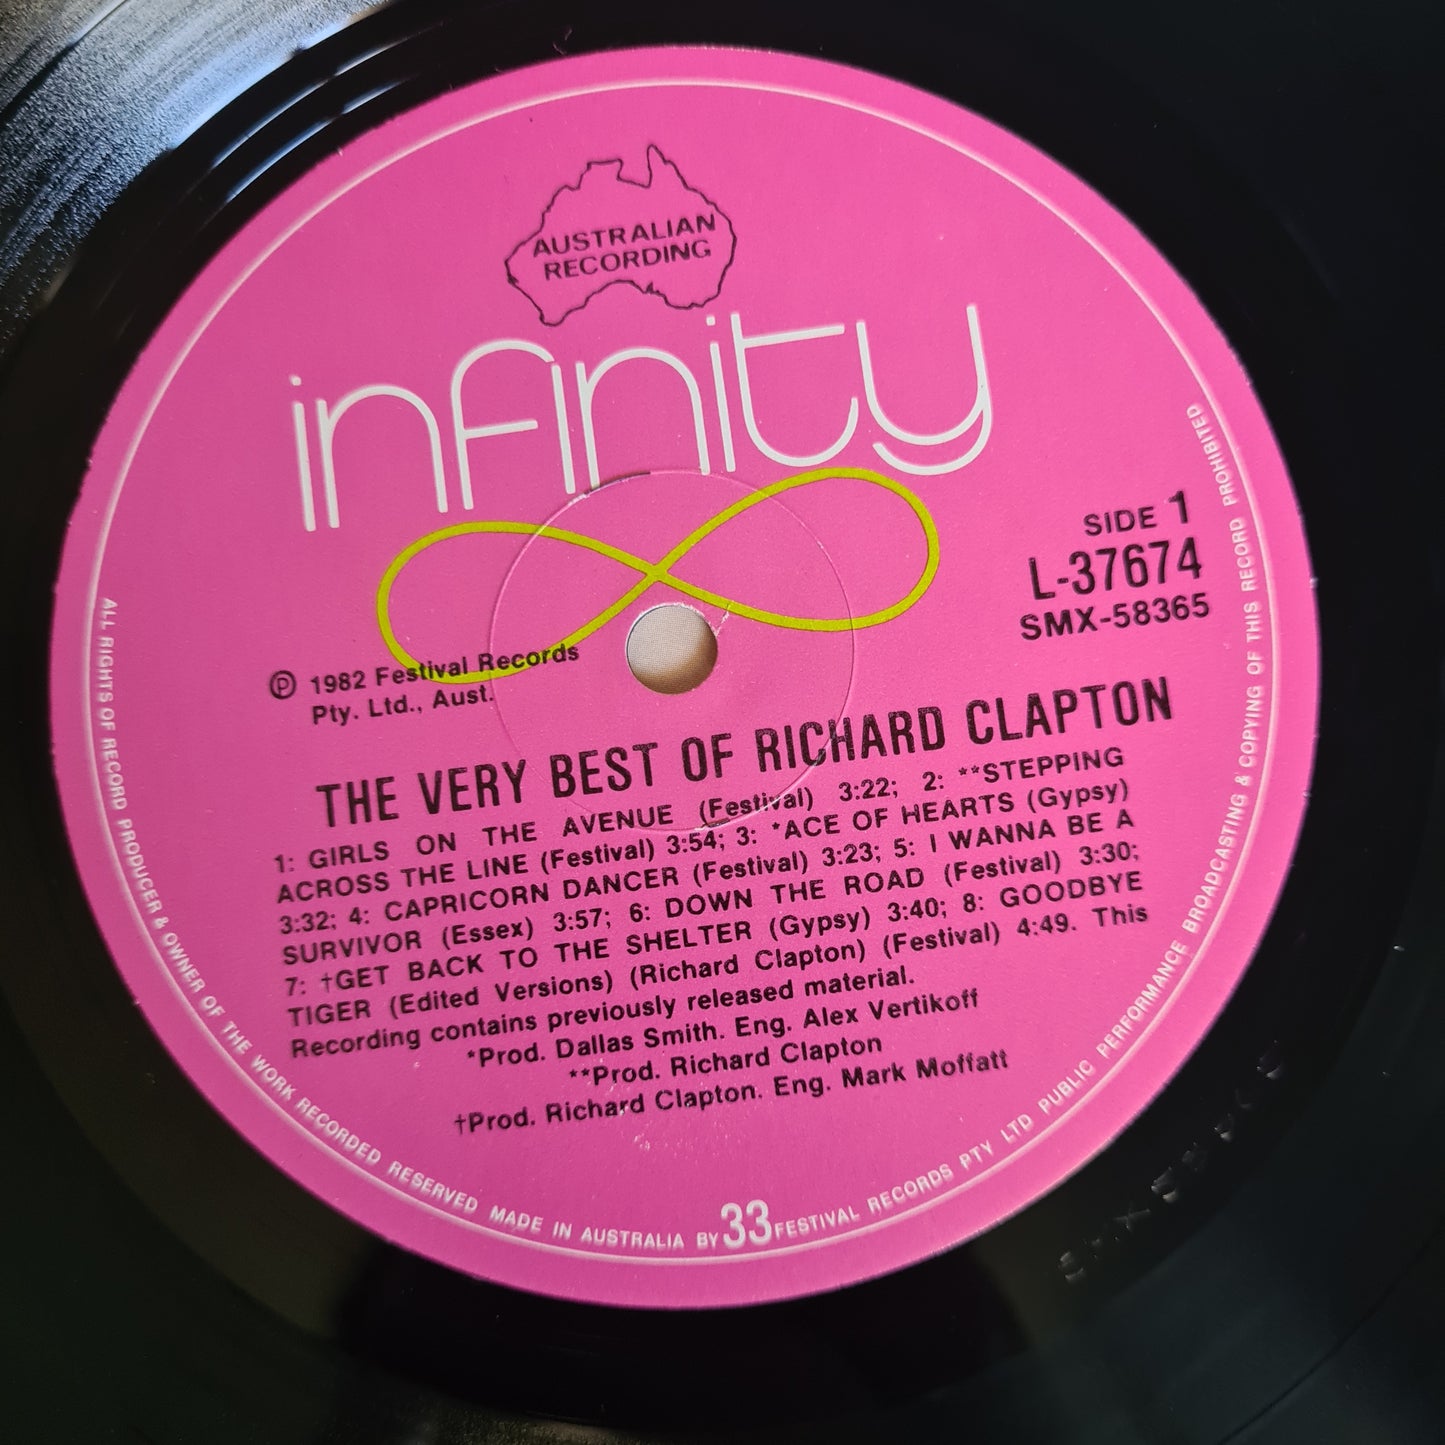 AUSTRALIAN
RECORDING
infinity
SIDE 1
L-37674
SMX-58365
℗ 1982 Festival Records
Pty. Ltd., Aust.
THE VERY BEST OF RICHARD CLAPTON
1: GIRLS ON THE AVENUE (Festival) 3:22; 2: **STEPPING
ACROSS THE LINE (Festival) 3:54; 3: *ACE OF HEARTS (Gypsy)
3:32; 4: CAPRICORN DANCER (Festival) 3:23; 5: I WANNA BE A
SURVIVOR (Essex) 3:57; 6: DOWN THE ROAD (Festival) 3:30;
7: †GET BACK TO THE SHELTER (Gypsy) 3:40; 8: GOODBYE
TIGER (Edited Versions) (Richard Clapton) (Festival) 4:49. This
Recording contains previously released material.
*Prod. Dallas Smith. Eng. Alex Vertikoff
**Prod. Richard Clapton
†Prod. Richard Clapton. Eng. Mark Moffatt
ALL RIGHTS OF RECORD PRODUCER & OWNER OF THE WORK RECORDED RESERVED MADE IN AUSTRALIA BY 33 FESTIVAL RECORDS PTY LTD PUBLIC PERFORMANCE BROADCASTING & COPYING OF THIS RECORD PROHIBITED